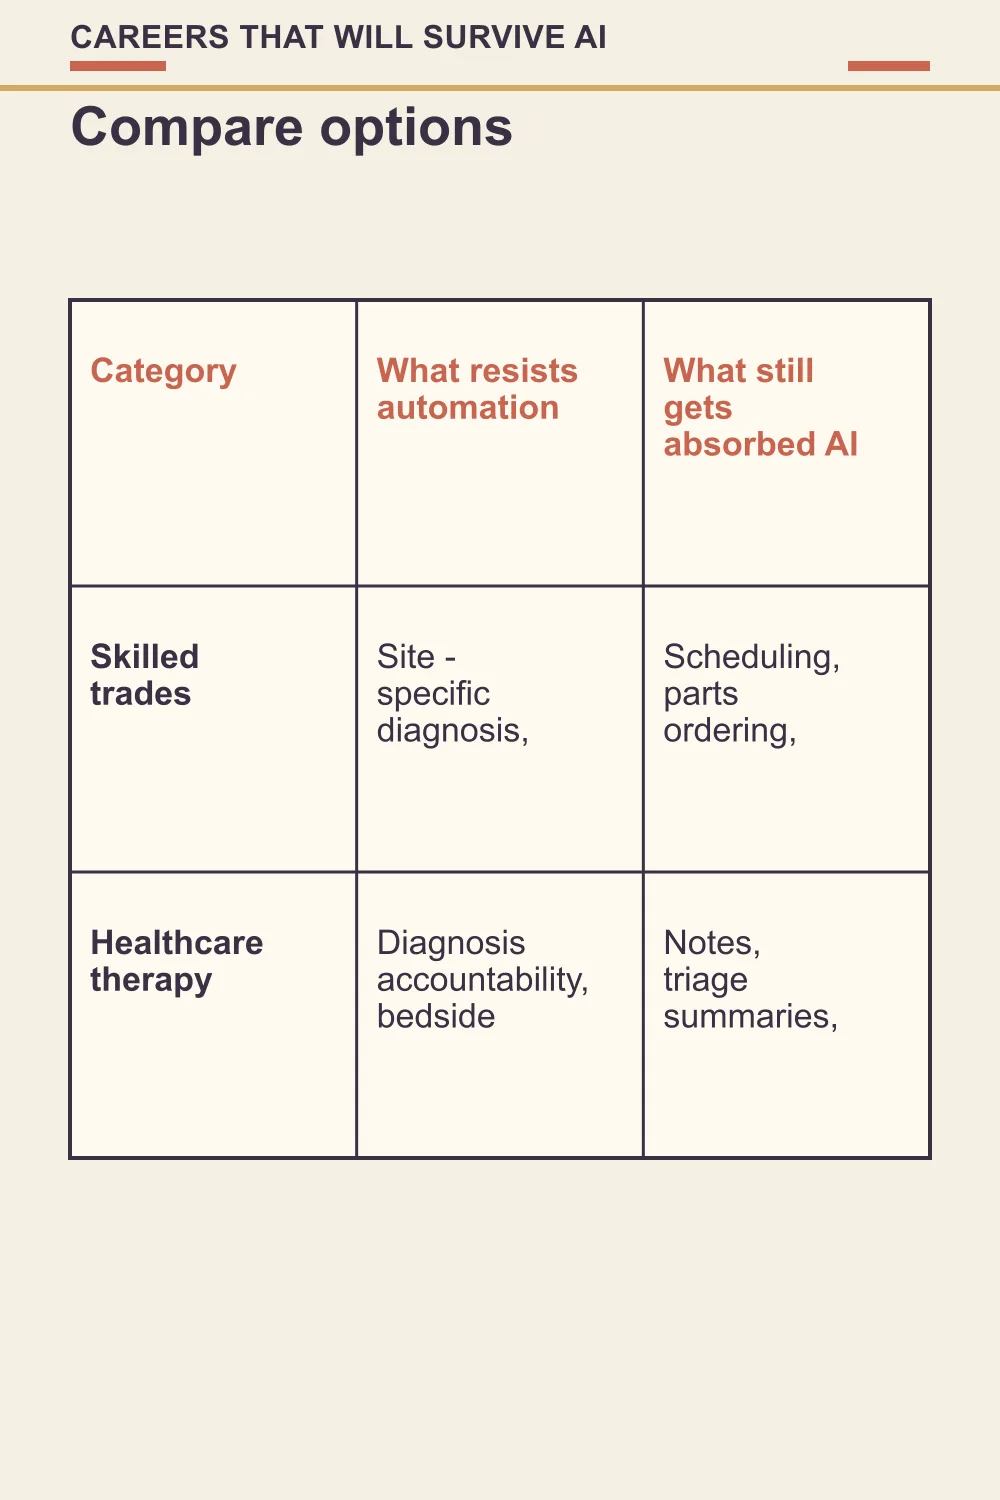 CAREERS THAT WILL SURVIVE AI
Compare options
Category
What resists
automation
What still
gets
absorbed AI
Skilled
trades
Site -
specific
diagnosis,
Scheduling,
parts
ordering,
Healthcare
therapy
Diagnosis
accountability,
bedside
Notes,
triage
summaries,